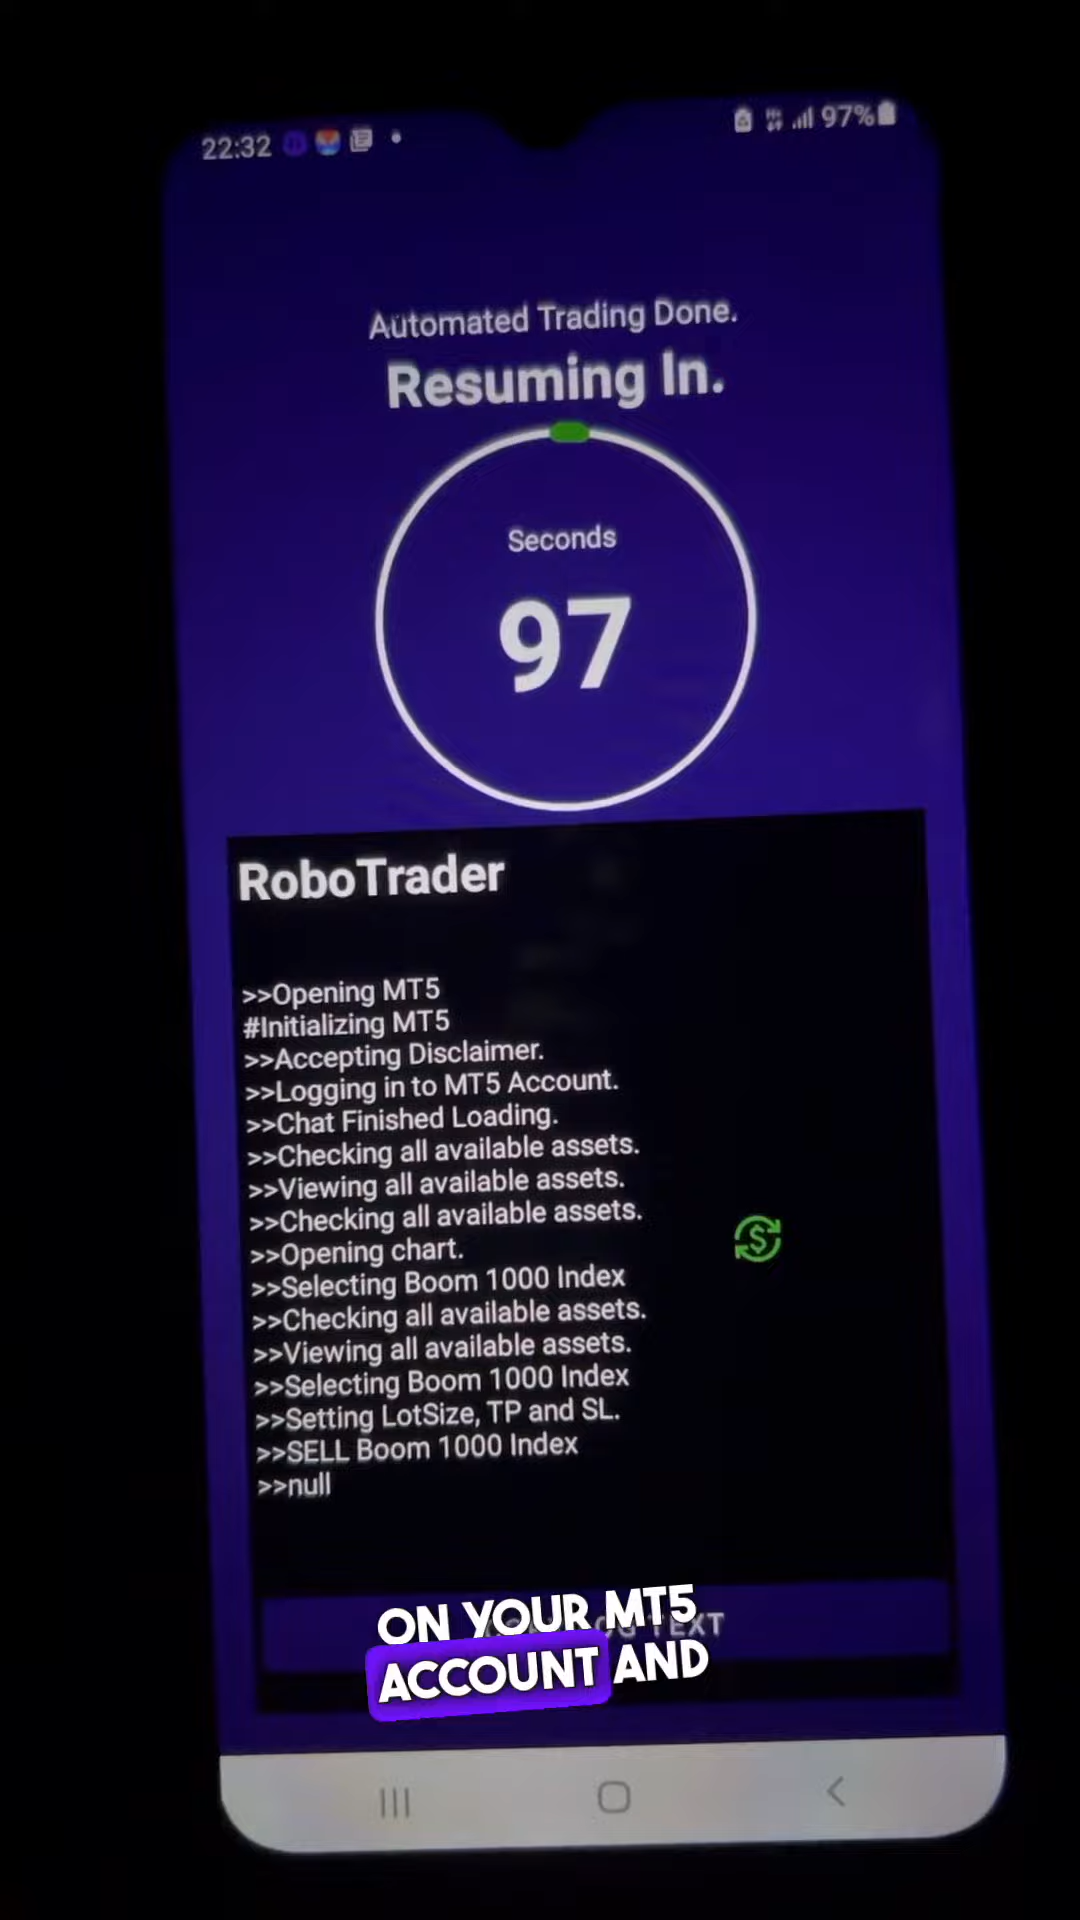 22:32
97%
Automated Trading Done.
Resuming In.
Seconds
97
RoboTrader
>>Opening MT5
#Initializing MT5
>>Accepting Disclaimer.
>>Logging in to MT5 Account.
>>Chat Finished Loading.
>>Checking all available assets.
>>Viewing all available assets.
>>Checking all available assets.
>>Opening chart.
>>Selecting Boom 1000 Index
>>Checking all available assets.
>>Viewing all available assets.
>>Selecting Boom 1000 Index
>>Setting LotSize, TP and SL.
>>SELL Boom 1000 Index
>>null
TEXT
ON YOUR MT5
ACCOUNT AND